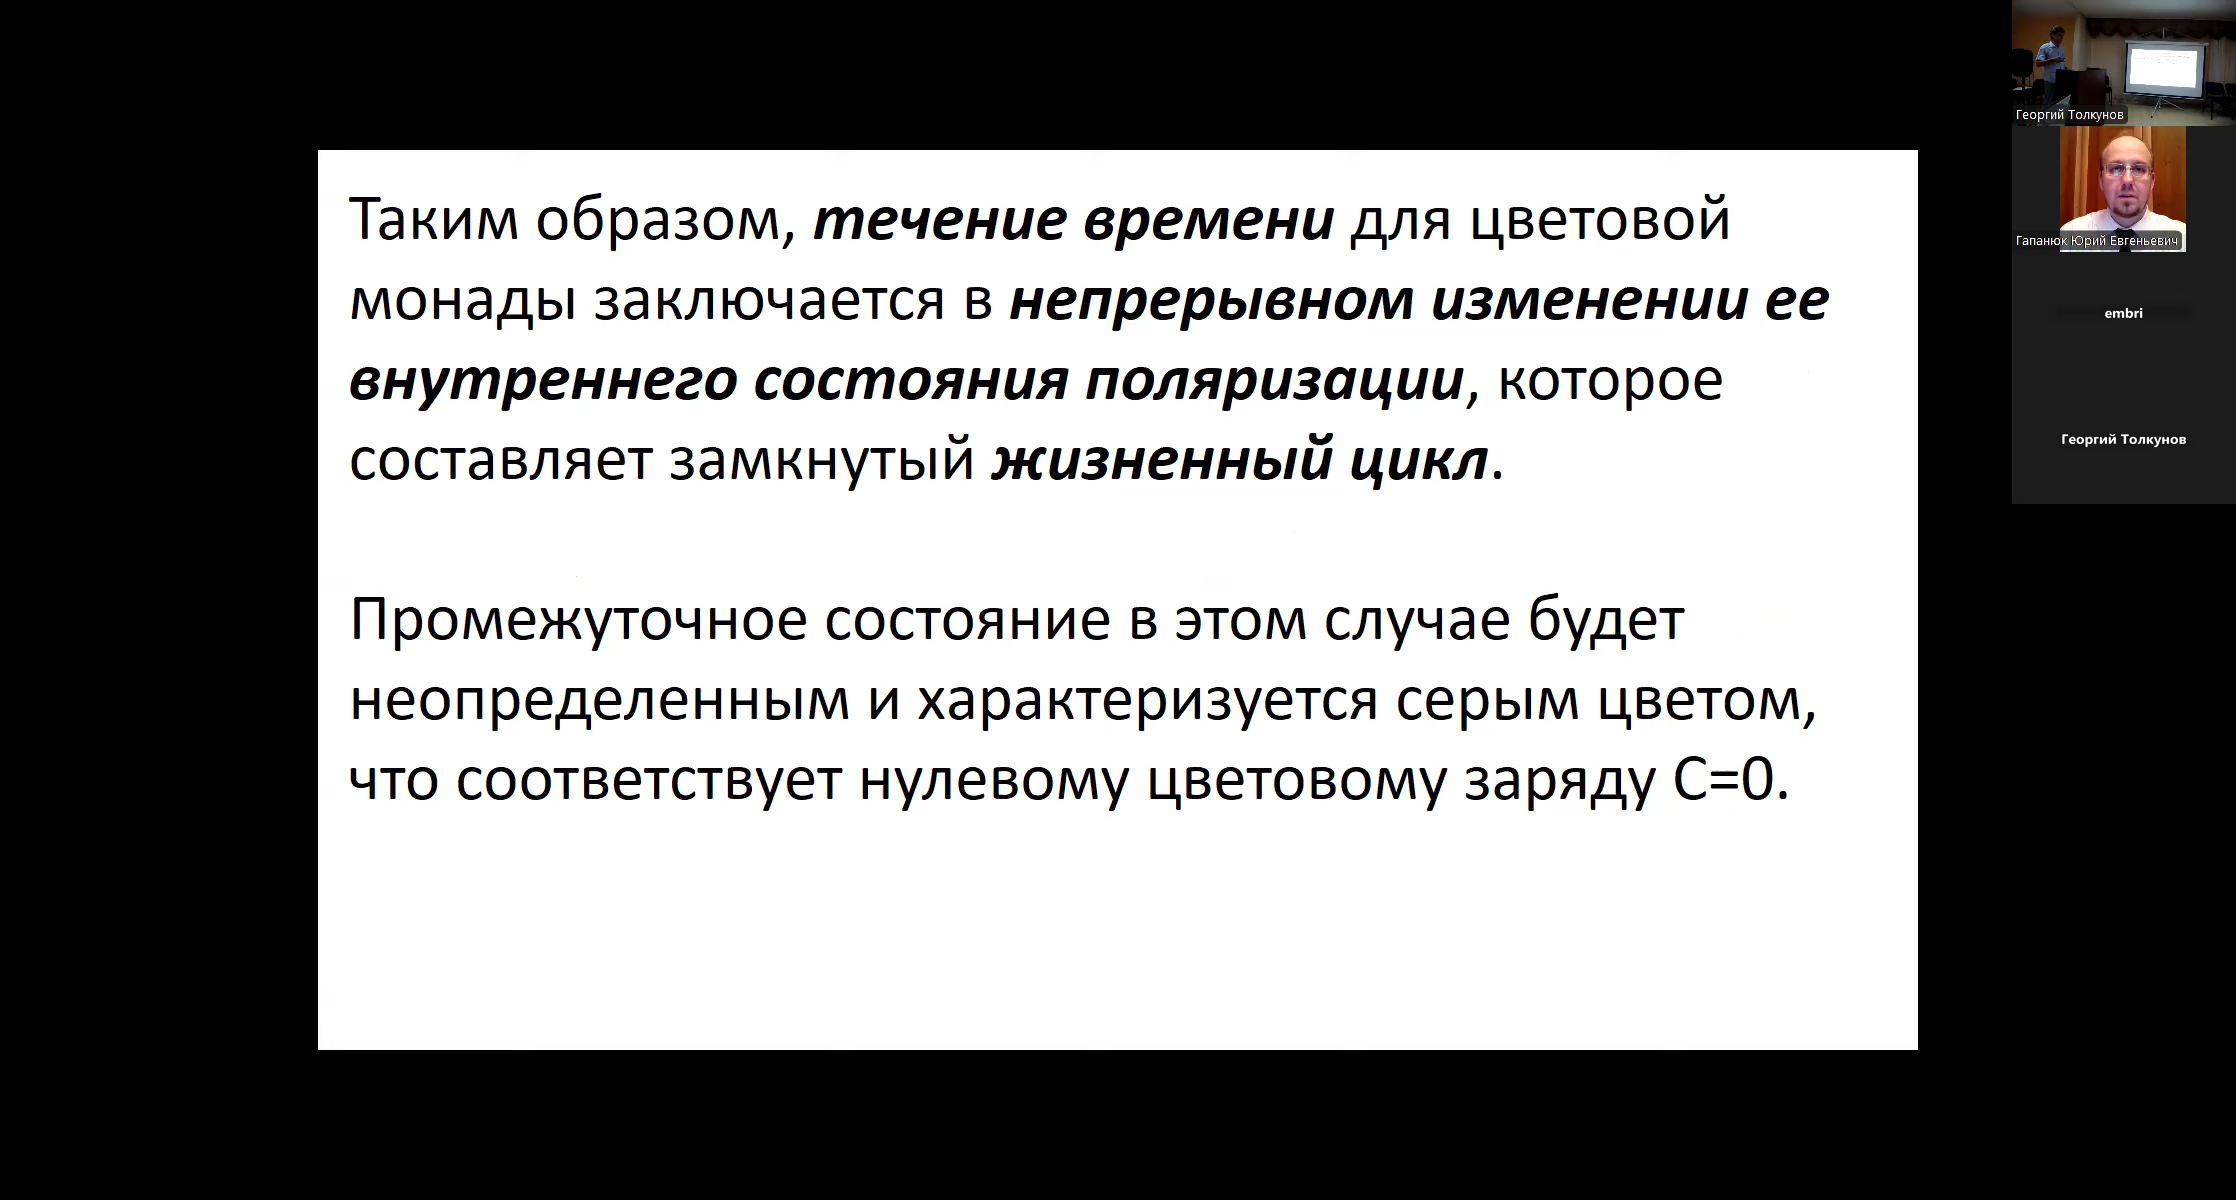 Таким образом, течение времени для цветовой
монады заключается в непрерывном изменении ее
внутреннего состояния поляризации, которое
составляет замкнутый жизненный цикл.
Промежуточное состояние в этом случае будет
неопределенным и характеризуется серым цветом,
что соответствует нулевому цветовому заряду С=0.
Георгий Толкунов
Гапанюк Юрий Евгеньевич
embri
Георгий Толкунов